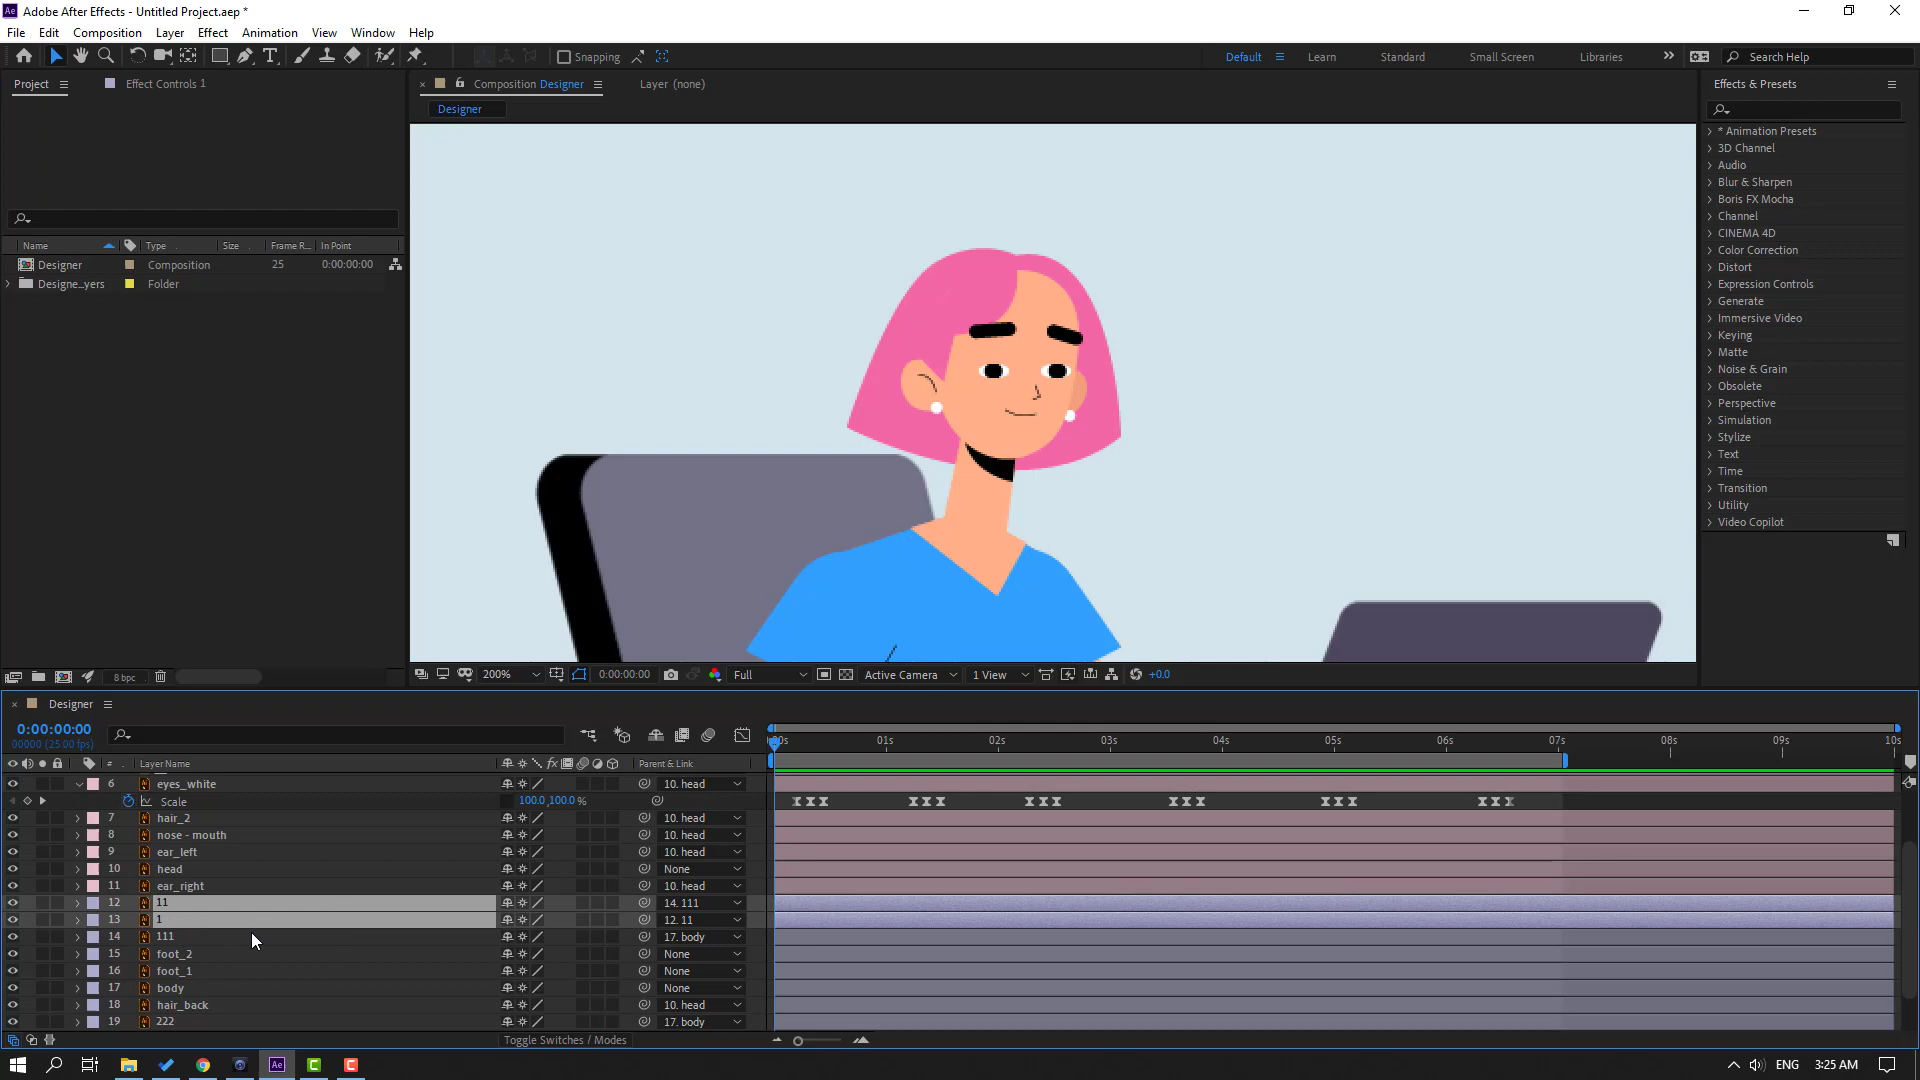 Adobe After Effects - Untitled Project.aep *
File Edit Composition Layer Effect Animation View Window Help
Snapping Default Learn Standard Small Screen Libraries Search Help
Project Effect Controls 1 Composition Designer Layer (none) Effects & Presets
Designer
* Animation Presets
3D Channel
Audio
Blur & Sharpen
Boris FX Mocha
Channel
CINEMA 4D
Color Correction
Distort
Expression Controls
Generate
Immersive Video
Keying
Matte
Noise & Grain
Obsolete
Perspective
Simulation
Stylize
Text
Time
Transition
Utility
Video Copilot
Name Type Size Frame R... In Point
Designer Composition 25 0:00:00:00
Designe...yers Folder
8 bpc 200% 0:00:00:00 Full Active Camera 1 View +0.0
Designer
0:00:00:00
00000 (25.00 fps)
:00s 01s 02s 03s 04s 05s 06s 07s 08s 09s 10s
# Layer Name fx Parent & Link
6 eyes_white 10. head
Scale 100.0,100.0 %
7 hair_2 10. head
8 nose - mouth 10. head
9 ear_left 10. head
10 head None
11 ear_right 10. head
12 11 14. 111
13 1 12. 11
14 111 17. body
15 foot_2 None
16 foot_1 None
17 body None
18 hair_back 10. head
19 222 17. body
Toggle Switches / Modes
Ae ENG 3:25 AM